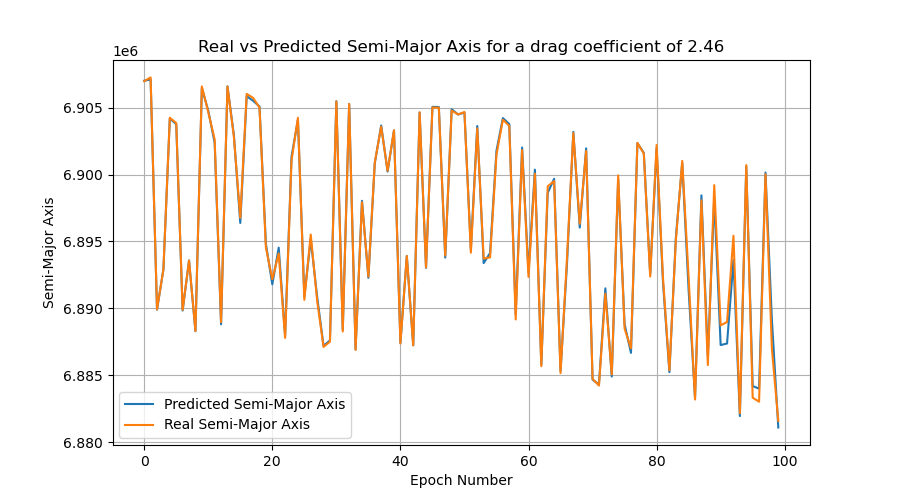 Real vs Predicted Semi-Major Axis for a drag coefficient of 2.46
1e6
6.905
6.900
6.895
6.890
6.885
6.880
Semi-Major Axis
Predicted Semi-Major Axis
Real Semi-Major Axis
0 20 40 60 80 100
Epoch Number